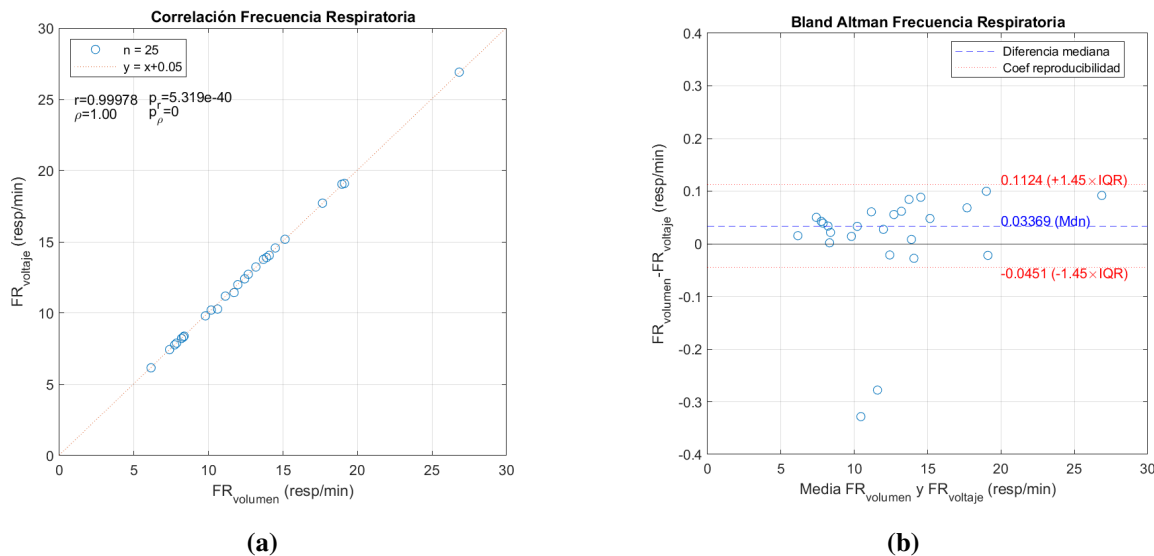 Correlación Frecuencia Respiratoria
n = 25
y = x+0.05
r=0.99978 p_r=5.319e-40
ρ=1.00 p_ρ=0
30
25
20
15
10
5
0
FR_voltaje (resp/min)
0 5 10 15 20 25 30
FR_volumen (resp/min)
(a)
Bland Altman Frecuencia Respiratoria
Diferencia mediana
Coef reproducibilidad
0.1124 (+1.45×IQR)
0.03369 (Mdn)
-0.0451 (-1.45×IQR)
0.4
0.3
0.2
0.1
0
-0.1
-0.2
-0.3
-0.4
FR_volumen-FR_voltaje (resp/min)
0 5 10 15 20 25 30
Media FR_volumen y FR_voltaje (resp/min)
(b)